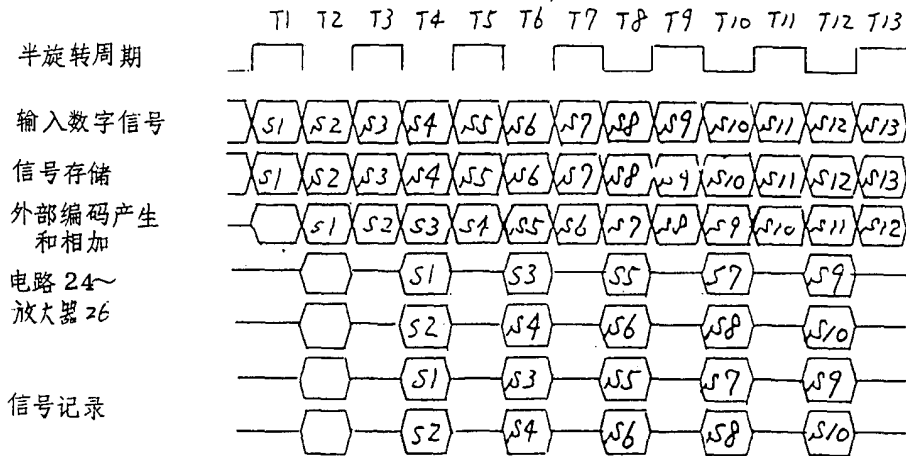 T1 T2 T3 T4 T5 T6 T7 T8 T9 T10 T11 T12 T13
半旋转周期
输入数字信号 S1 S2 S3 S4 S5 S6 S7 S8 S9 S10 S11 S12 S13
信号存储 S1 S2 S3 S4 S5 S6 S7 S8 S9 S10 S11 S12 S13
外部编码产生
和相加 S1 S2 S3 S4 S5 S6 S7 S8 S9 S10 S11 S12
电路 24~ S1 S3 S5 S7 S9
放大器 26 S2 S4 S6 S8 S10
S1 S3 S5 S7 S9
信号记录
S2 S4 S6 S8 S10